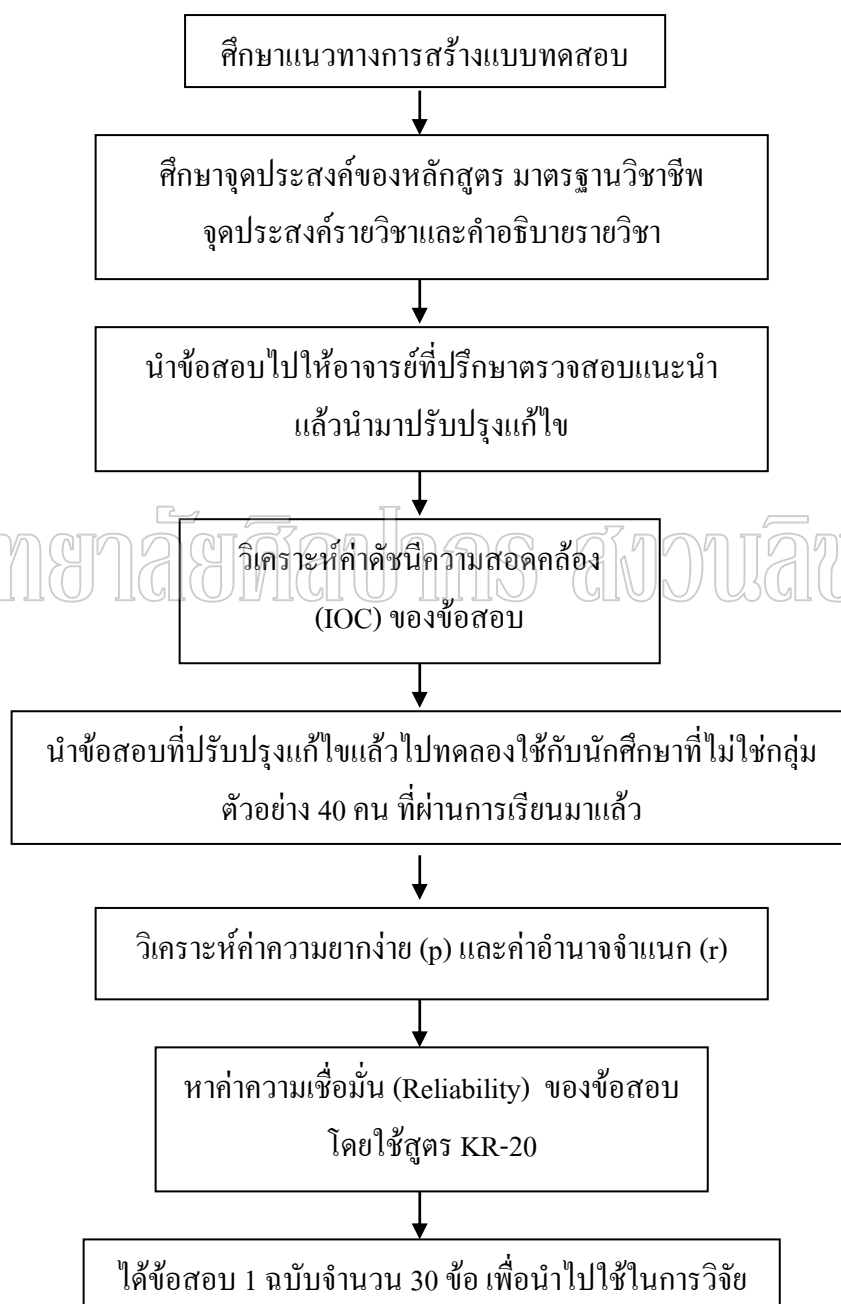 ศึกษาแนวทางการสร้างแบบทดสอบ
ศึกษาจุดประสงค์ของหลักสูตร มาตรฐานวิชาชีพ
จุดประสงค์รายวิชาและคำอธิบายรายวิชา
นำข้อสอบไปให้อาจารย์ที่ปรึกษาตรวจสอบแนะนำ
แล้วนำมาปรับปรุงแก้ไข
วิเคราะห์ค่าดัชนีความสอดคล้อง
(IOC) ของข้อสอบ
นำข้อสอบที่ปรับปรุงแก้ไขแล้วไปทดลองใช้กับนักศึกษาที่ไม่ใช่กลุ่ม
ตัวอย่าง 40 คน ที่ผ่านการเรียนมาแล้ว
วิเคราะห์ค่าความยากง่าย (p) และค่าอำนาจจำแนก (r)
หาค่าความเชื่อมั่น (Reliability) ของข้อสอบ
โดยใช้สูตร KR-20
ได้ข้อสอบ 1 ฉบับจำนวน 30 ข้อ เพื่อนำไปใช้ในการวิจัย